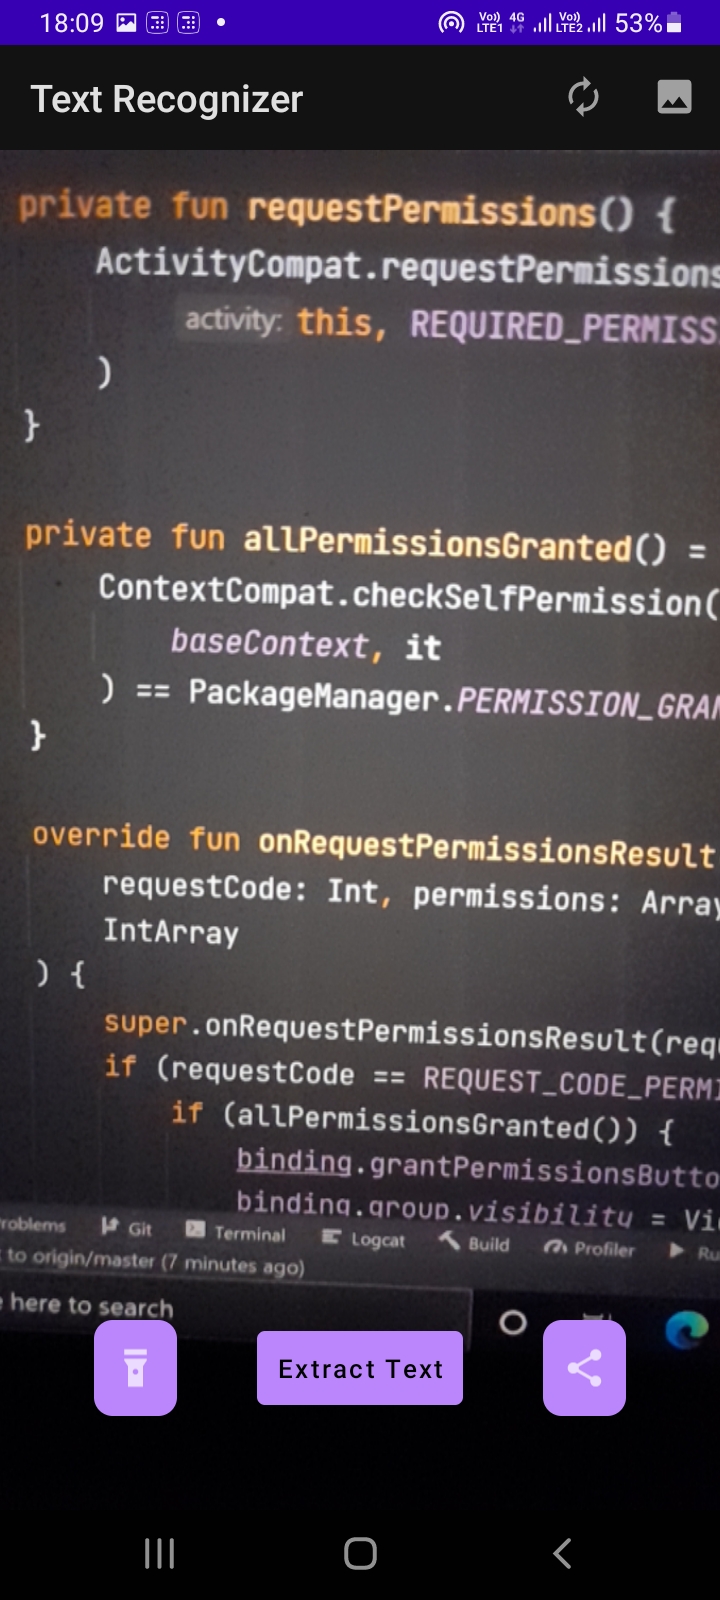 18:09
Vo)) 4G Vo)) 53%
LTE1 LTE2
Text Recognizer
private fun requestPermissions() {
ActivityCompat.requestPermissions
activity: this, REQUIRED_PERMISS
)
}
private fun allPermissionsGranted() =
ContextCompat.checkSelfPermission(
baseContext, it
) == PackageManager.PERMISSION_GRAN
}
override fun onRequestPermissionsResult
requestCode: Int, permissions: Array
IntArray
) {
super.onRequestPermissionsResult(requ
if (requestCode == REQUEST_CODE_PERMI
if (allPermissionsGranted()) {
binding.grantPermissionsButto
binding.group.visibility = Vi
roblems Git Terminal Logcat Build Profiler Ru
to origin/master (7 minutes ago)
here to search
Extract Text